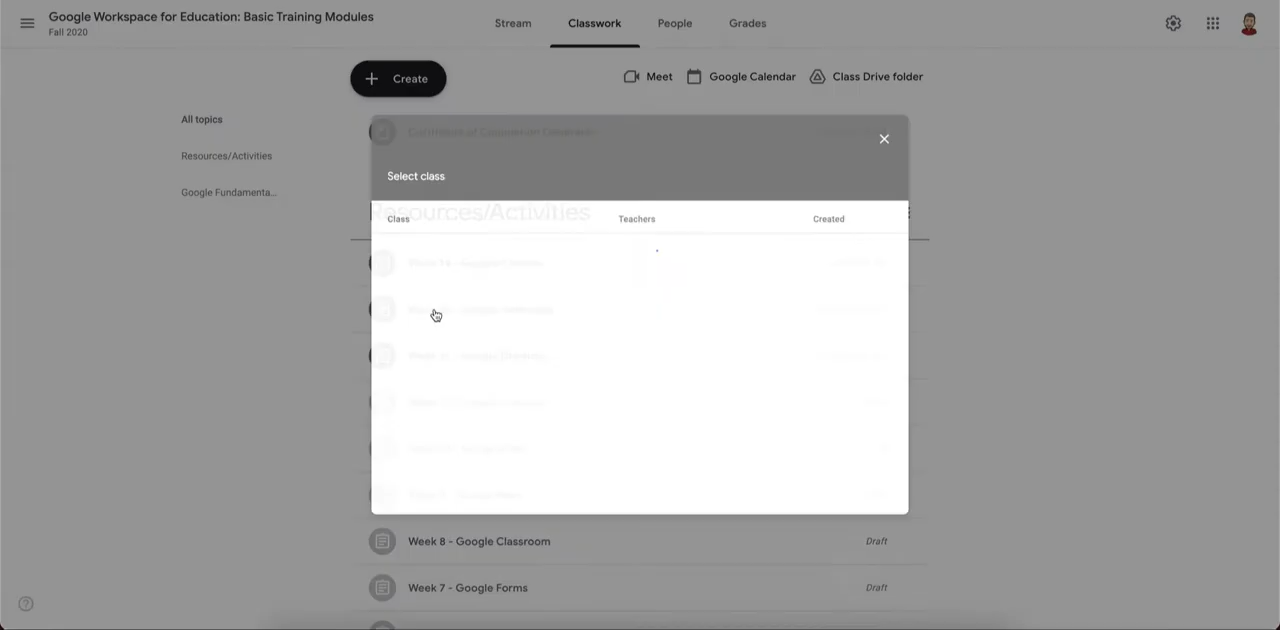 Google Workspace for Education: Basic Training Modules
Fall 2020
Stream
Classwork
People
Grades
Create
Meet
Google Calendar
Class Drive folder
All topics
Resources/Activities
Google Fundamenta...
Select class
Resources/Activities
Class
Teachers
Created
Week 8 - Google Classroom
Draft
Week 7 - Google Forms
Draft